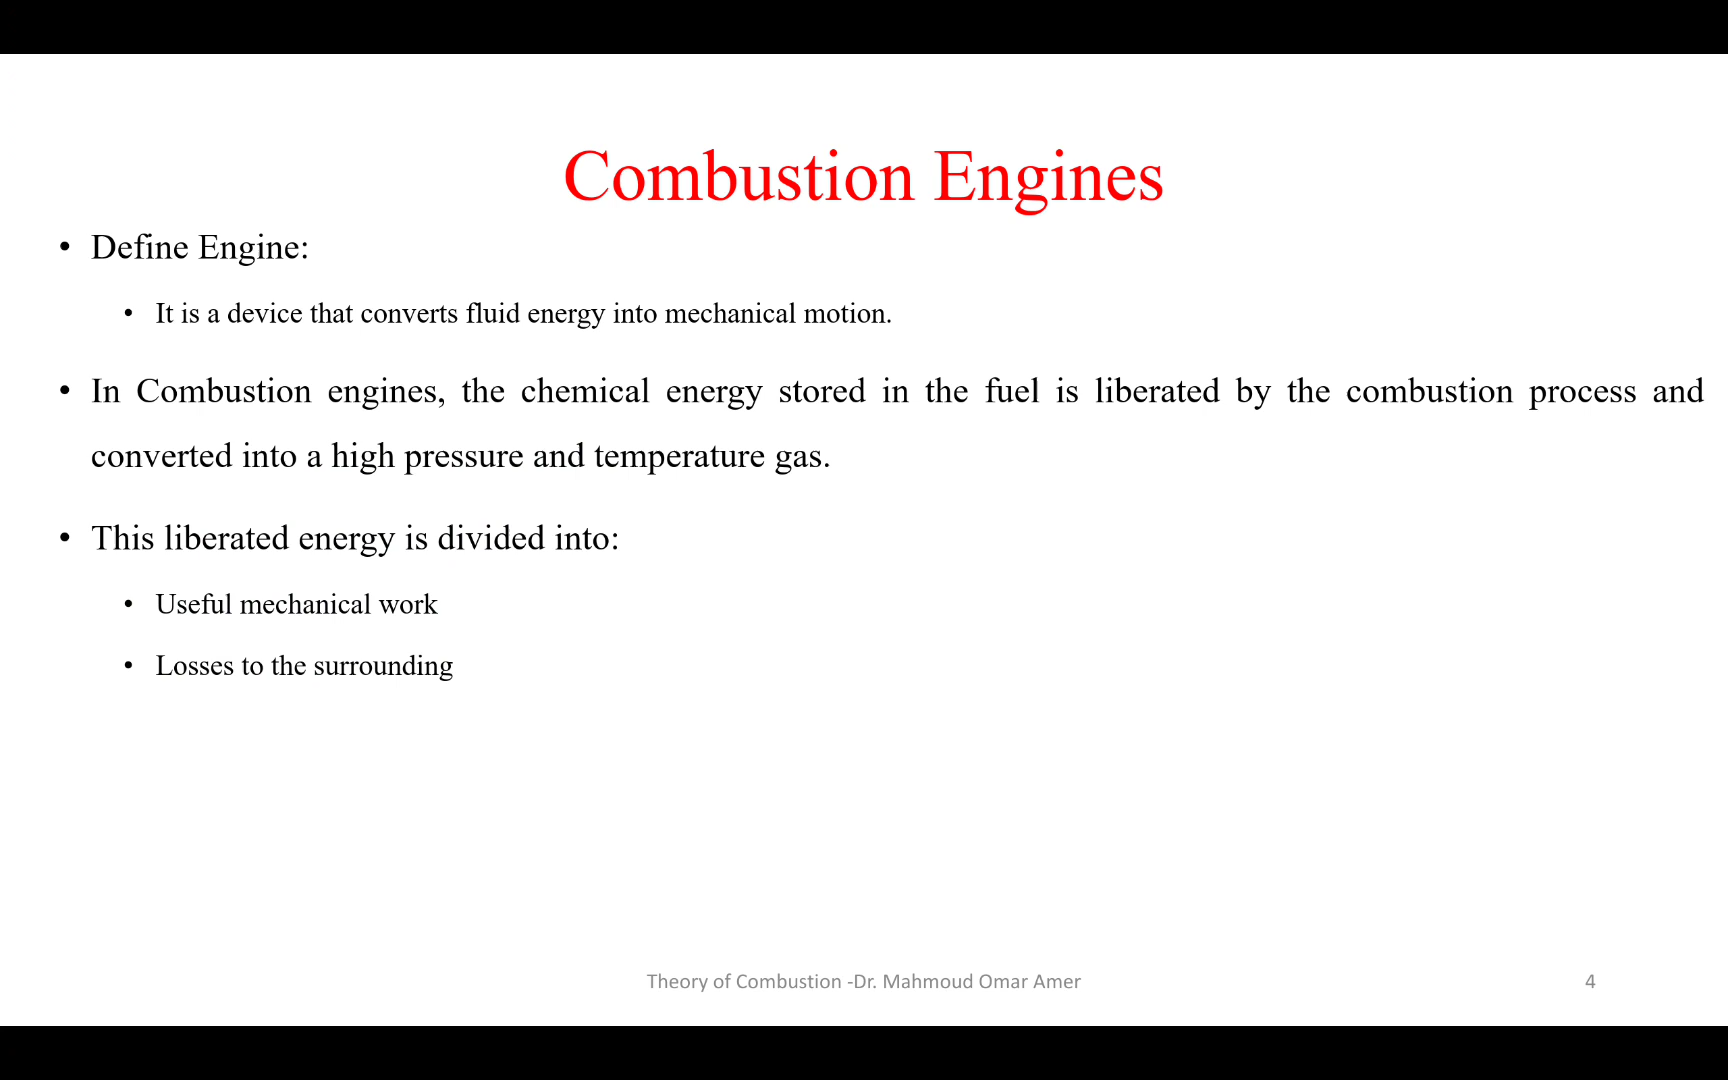 Combustion Engines
• Define Engine:
• It is a device that converts fluid energy into mechanical motion.
• In Combustion engines, the chemical energy stored in the fuel is liberated by the combustion process and
converted into a high pressure and temperature gas.
• This liberated energy is divided into:
• Useful mechanical work
• Losses to the surrounding
Theory of Combustion -Dr. Mahmoud Omar Amer
4